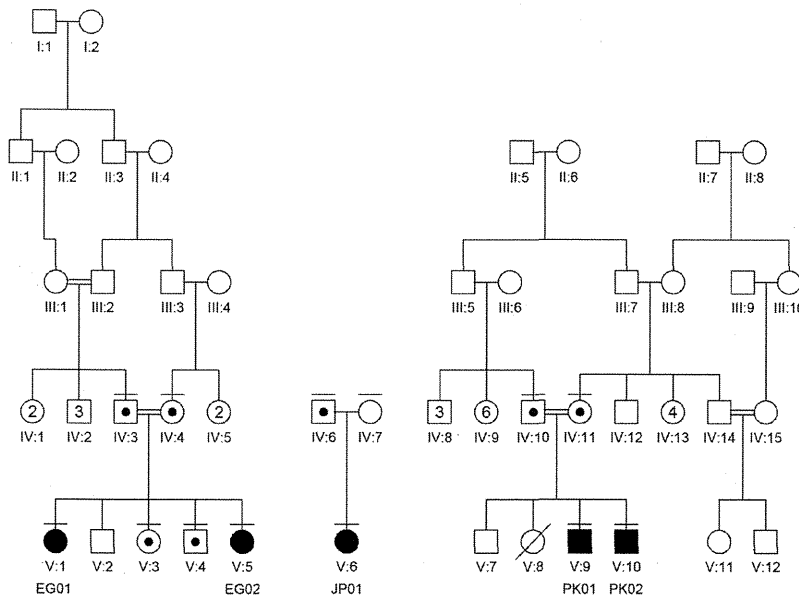 I:1 I:2
II:1 II:2 II:3 II:4 II:5 II:6 II:7 II:8
III:1 III:2 III:3 III:4 III:5 III:6 III:7 III:8 III:9 III:10
2 3 2 3 6 4
IV:1 IV:2 IV:3 IV:4 IV:5 IV:6 IV:7 IV:8 IV:9 IV:10 IV:11 IV:12 IV:13 IV:14 IV:15
V:1 V:2 V:3 V:4 V:5 V:6 V:7 V:8 V:9 V:10 V:11 V:12
EG01 EG02 JP01 PK01 PK02